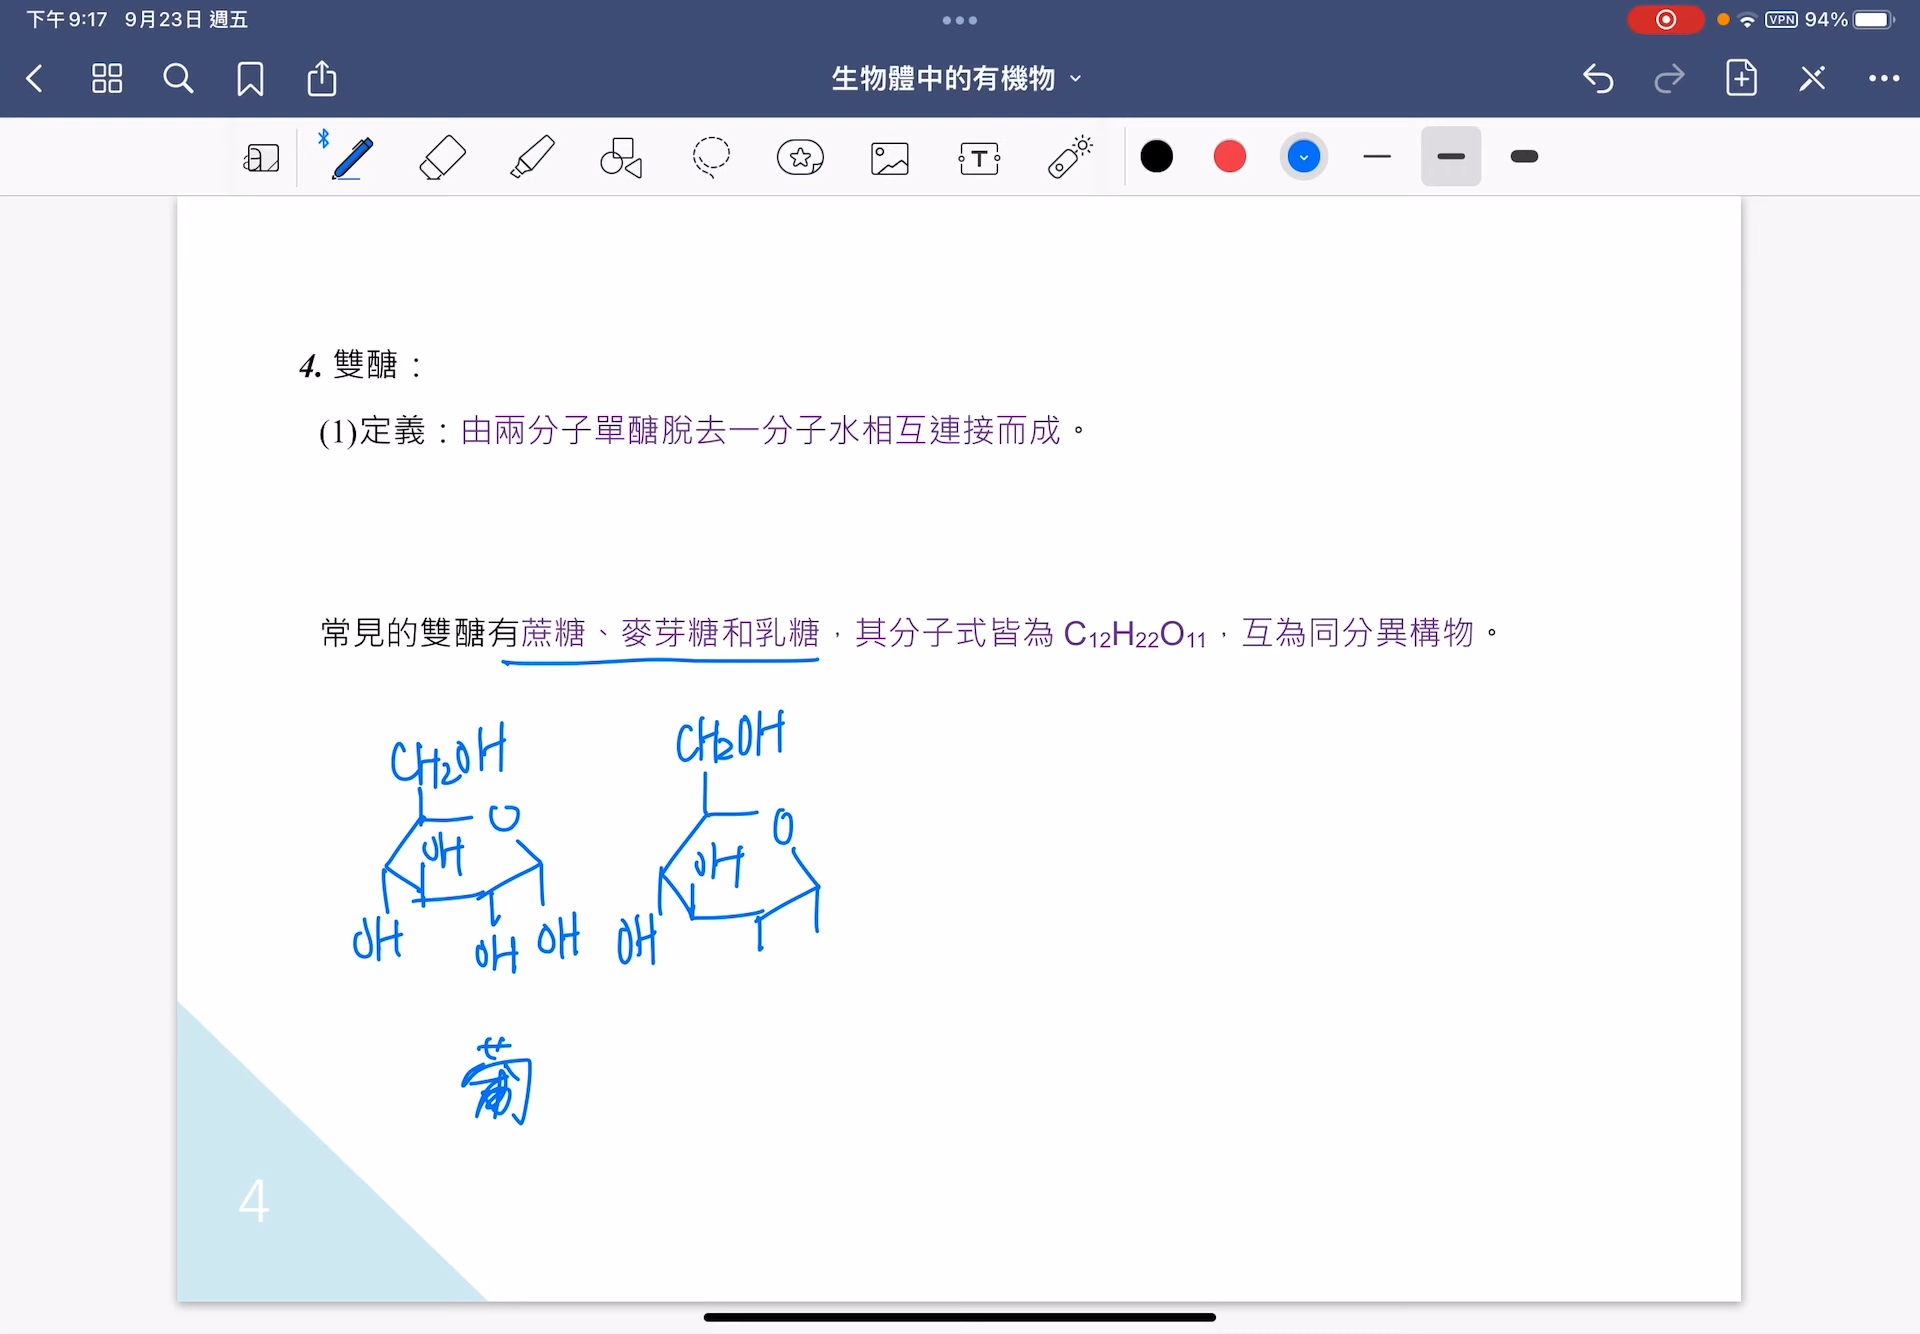 下午9:17 9月23日 週五
VPN 94%
生物體中的有機物
4. 雙醣：
(1)定義：由兩分子單醣脫去一分子水相互連接而成。
常見的雙醣有蔗糖、麥芽糖和乳糖，其分子式皆為 C₁₂H₂₂O₁₁，互為同分異構物。
CH₂OH CH₂OH
O O
OH OH
OH OH OH OH
葡
4